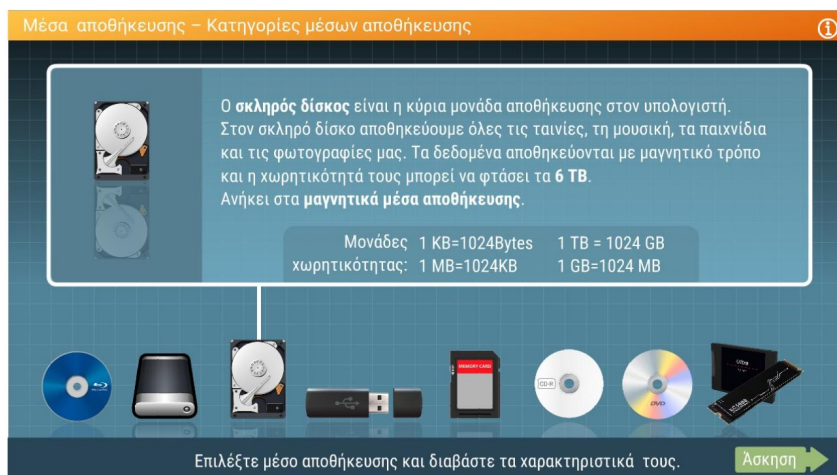 Μέσα αποθήκευσης – Κατηγορίες μέσων αποθήκευσης
Ο σκληρός δίσκος είναι η κύρια μονάδα αποθήκευσης στον υπολογιστή.
Στον σκληρό δίσκο αποθηκεύουμε όλες τις ταινίες, τη μουσική, τα παιχνίδια
και τις φωτογραφίες μας. Τα δεδομένα αποθηκεύονται με μαγνητικό τρόπο
και η χωρητικότητά τους μπορεί να φτάσει τα 6 TB.
Ανήκει στα μαγνητικά μέσα αποθήκευσης.
Μονάδες 1 KB=1024Bytes 1 TB = 1024 GB
χωρητικότητας: 1 MB=1024KB 1 GB=1024 MB
MEMORY CARD
CD-R
DVD
Επιλέξτε μέσο αποθήκευσης και διαβάστε τα χαρακτηριστικά τους.
Άσκηση